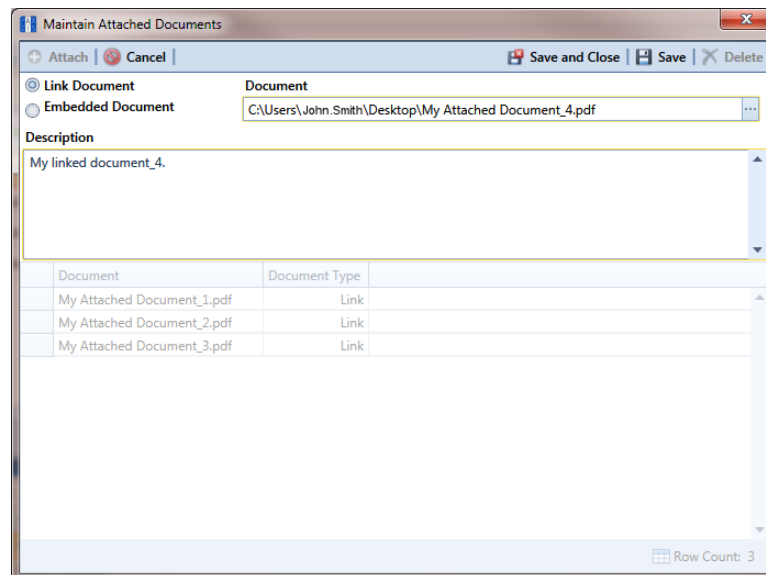 Maintain Attached Documents
Attach Cancel Save and Close Save Delete
Link Document Document
Embedded Document C:\Users\John.Smith\Desktop\My Attached Document_4.pdf ...
Description
My linked document_4.
Document Document Type
My Attached Document_1.pdf Link
My Attached Document_2.pdf Link
My Attached Document_3.pdf Link
Row Count: 3